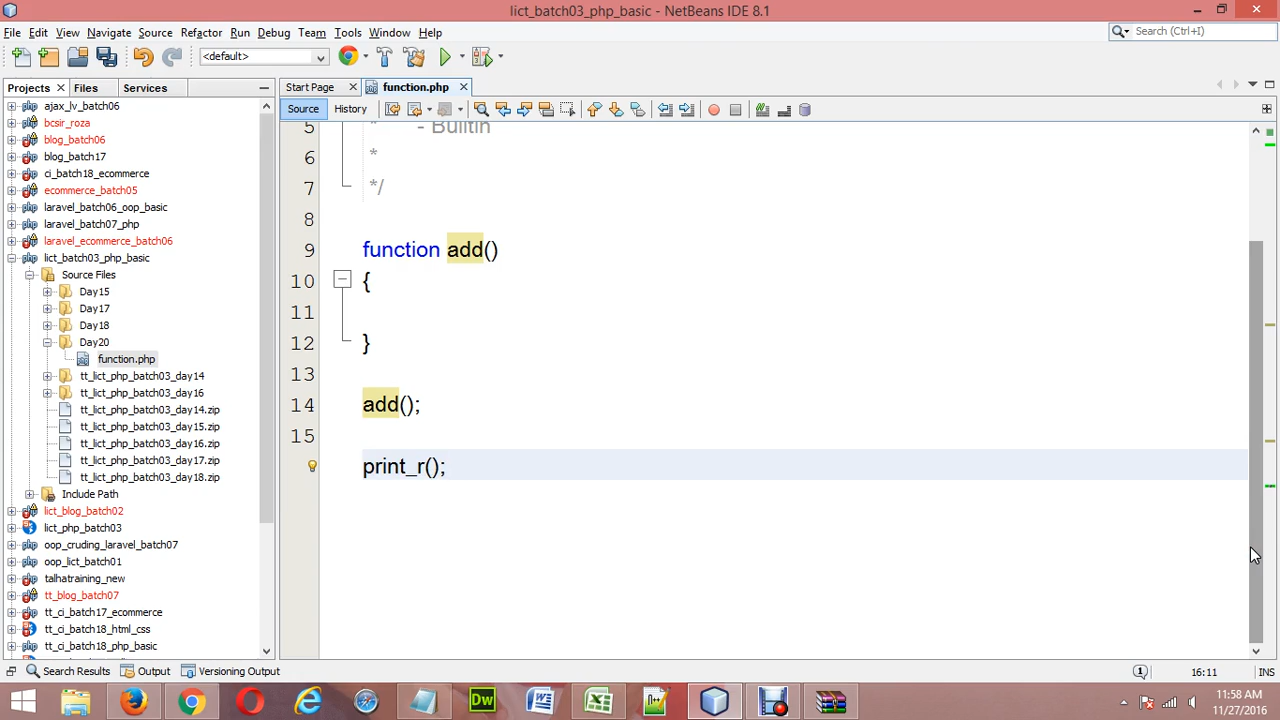 lict_batch03_php_basic - NetBeans IDE 8.1
File Edit View Navigate Source Refactor Run Debug Team Tools Window Help
Search (Ctrl+I)
<default>
Projects Files Services
Start Page function.php
Source History
ajax_lv_batch06
bcsir_roza
blog_batch06
blog_batch17
ci_batch18_ecommerce
ecommerce_batch05
laravel_batch06_oop_basic
laravel_batch07_php
laravel_ecommerce_batch06
lict_batch03_php_basic
Source Files
Day15
Day17
Day18
Day20
function.php
tt_lict_php_batch03_day14
tt_lict_php_batch03_day16
tt_lict_php_batch03_day14.zip
tt_lict_php_batch03_day15.zip
tt_lict_php_batch03_day16.zip
tt_lict_php_batch03_day17.zip
tt_lict_php_batch03_day18.zip
Include Path
lict_blog_batch02
lict_php_batch03
oop_cruding_laravel_batch07
oop_lict_batch01
talhatraining_new
tt_blog_batch07
tt_ci_batch17_ecommerce
tt_ci_batch18_html_css
tt_ci_batch18_php_basic
5 * - Builtin
6 *
7 */
8
9 function add()
10 {
11
12 }
13
14 add();
15
print_r();
Search Results Output Versioning Output
16:11 INS
11:58 AM
11/27/2016